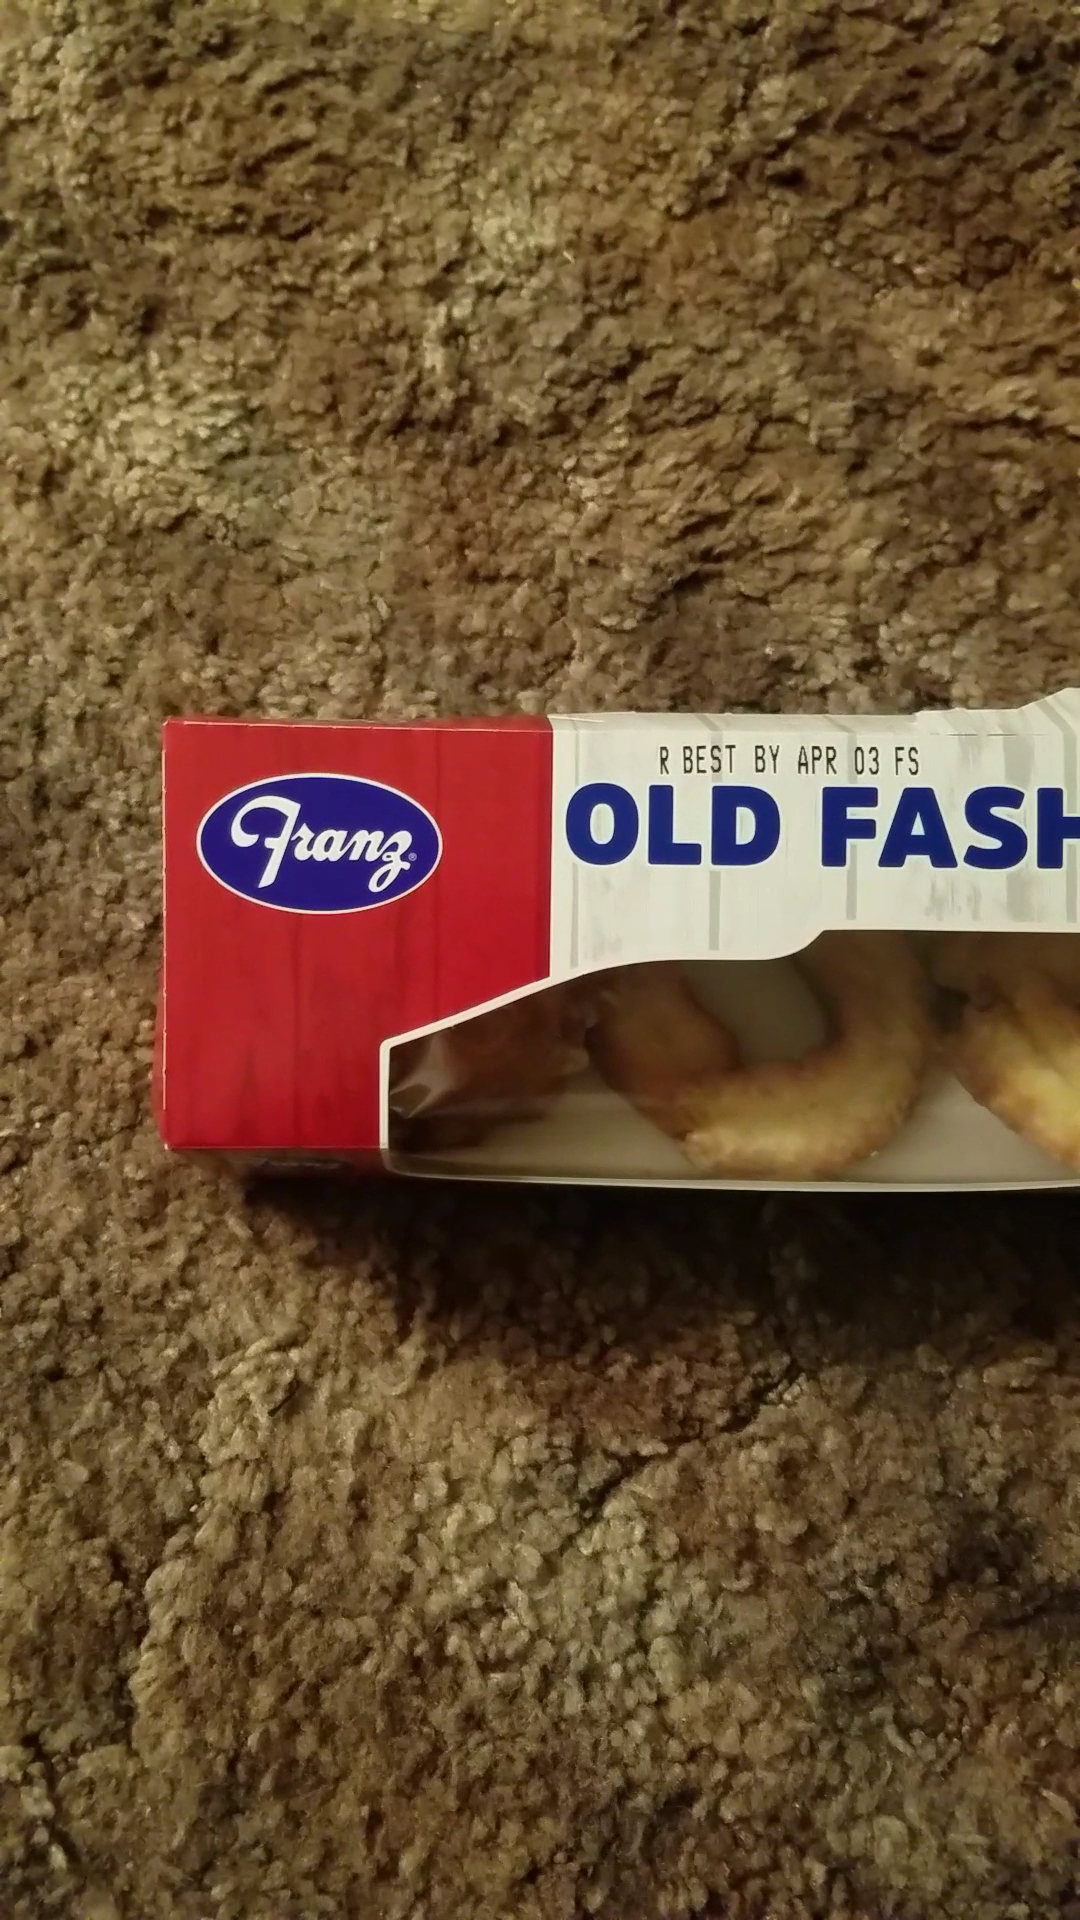 R BEST BY APR 03 FS
Franz
OLD FASH